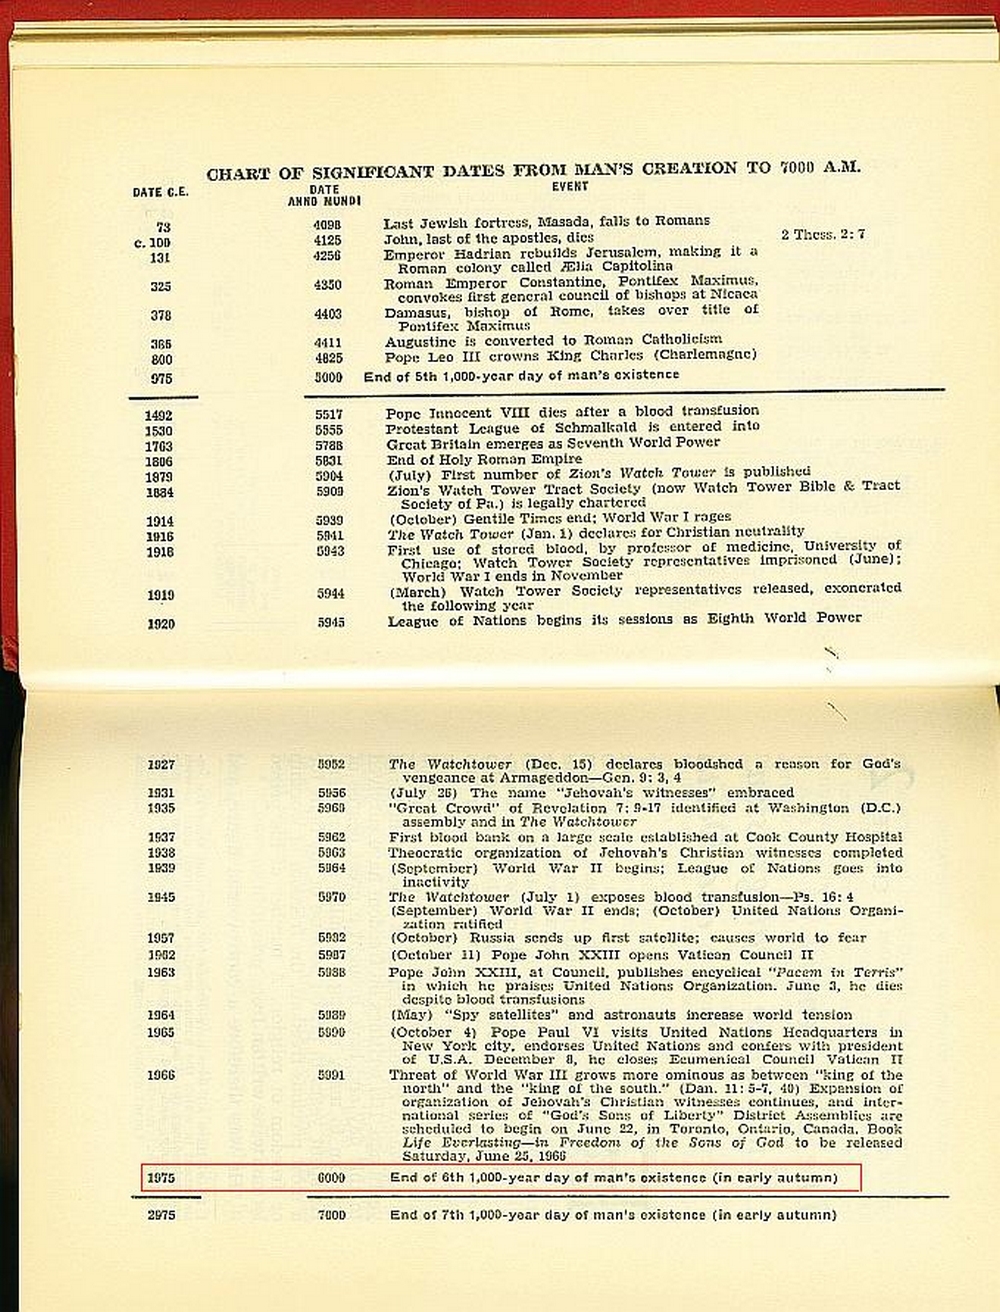 CHART OF SIGNIFICANT DATES FROM MAN'S CREATION TO 7000 A.M.
DATE C.E. DATE ANNO MUNDI EVENT
73 4098 Last Jewish fortress, Masada, falls to Romans
c. 100 4125 John, last of the apostles, dies 2 Thess. 2:7
131 4256 Emperor Hadrian rebuilds Jerusalem, making it a
Roman colony called Ælia Capitolina
325 4350 Roman Emperor Constantine, Pontifex Maximus,
convokes first general council of bishops at Nicaea
378 4403 Damasus, bishop of Rome, takes over title of
Pontifex Maximus
386 4411 Augustine is converted to Roman Catholicism
800 4825 Pope Leo III crowns King Charles (Charlemagne)
975 5000 End of 5th 1,000-year day of man's existence
1492 5517 Pope Innocent VIII dies after a blood transfusion
1530 5555 Protestant League of Schmalkald is entered into
1763 5788 Great Britain emerges as Seventh World Power
1806 5831 End of Holy Roman Empire
1879 5904 (July) First number of Zion's Watch Tower is published
1884 5909 Zion's Watch Tower Tract Society (now Watch Tower Bible & Tract
Society of Pa.) is legally chartered
1914 5939 (October) Gentile Times end; World War I rages
1916 5941 The Watch Tower (Jan. 1) declares for Christian neutrality
1918 5943 First use of stored blood, by professor of medicine, University of
Chicago; Watch Tower Society representatives imprisoned (June);
World War I ends in November
1919 5944 (March) Watch Tower Society representatives released, exonerated
the following year
1920 5945 League of Nations begins its sessions as Eighth World Power
1927 5952 The Watchtower (Dec. 15) declares bloodshed a reason for God's
vengeance at Armageddon—Gen. 9:3, 4
1931 5956 (July 26) The name "Jehovah's witnesses" embraced
1935 5960 "Great Crowd" of Revelation 7:9-17 identified at Washington (D.C.)
assembly and in The Watchtower
1937 5962 First blood bank on a large scale established at Cook County Hospital
1938 5963 Theocratic organization of Jehovah's Christian witnesses completed
1939 5964 (September) World War II begins; League of Nations goes into
inactivity
1945 5970 The Watchtower (July 1) exposes blood transfusion—Ps. 16:4
(September) World War II ends; (October) United Nations Organi-
zation ratified
1957 5982 (October) Russia sends up first satellite; causes world to fear
1962 5987 (October 11) Pope John XXIII opens Vatican Council II
1963 5988 Pope John XXIII, at Council, publishes encyclical "Pacem in Terris"
in which he praises United Nations Organization. June 3, he dies
despite blood transfusions
1964 5989 (May) "Spy satellites" and astronauts increase world tension
1965 5990 (October 4) Pope Paul VI visits United Nations Headquarters in
New York city, endorses United Nations and confers with president
of U.S.A. December 8, he closes Ecumenical Council Vatican II
1966 5991 Threat of World War III grows more ominous as between "king of the
north" and the "king of the south." (Dan. 11:5-7, 40) Expansion of
organization of Jehovah's Christian witnesses continues, and inter-
national series of "God's Sons of Liberty" District Assemblies are
scheduled to begin on June 22, in Toronto, Ontario, Canada. Book
Life Everlasting—in Freedom of the Sons of God to be released
Saturday, June 25, 1966
1975 6000 End of 6th 1,000-year day of man's existence (in early autumn)
2975 7000 End of 7th 1,000-year day of man's existence (in early autumn)